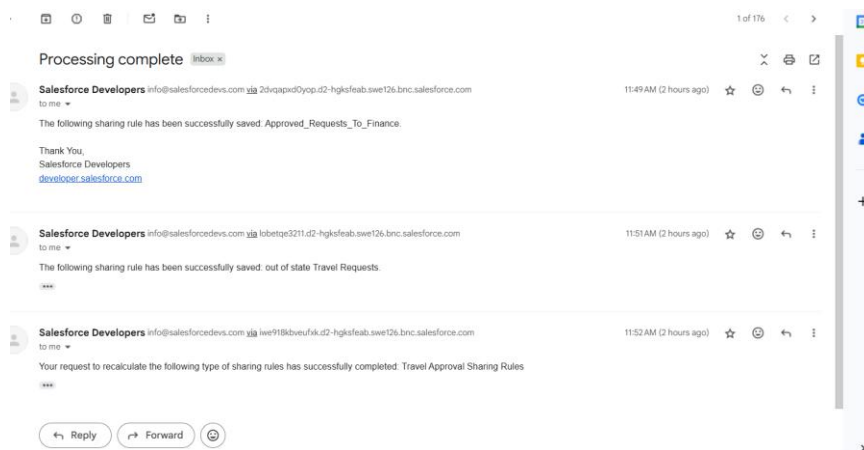 1 of 176
Processing complete Inbox ×
Salesforce Developers info@salesforcedevs.com via 2dvqapxd0yop.d2-hgksfeab.swe126.bnc.salesforce.com 11:49 AM (2 hours ago)
to me
The following sharing rule has been successfully saved: Approved_Requests_To_Finance.
Thank You,
Salesforce Developers
developer.salesforce.com
Salesforce Developers info@salesforcedevs.com via lobetqe3211.d2-hgksfeab.swe126.bnc.salesforce.com 11:51 AM (2 hours ago)
to me
The following sharing rule has been successfully saved: out of state Travel Requests.
Salesforce Developers info@salesforcedevs.com via iwe918kbveufxk.d2-hgksfeab.swe126.bnc.salesforce.com 11:52 AM (2 hours ago)
to me
Your request to recalculate the following type of sharing rules has successfully completed: Travel Approval Sharing Rules
Reply Forward